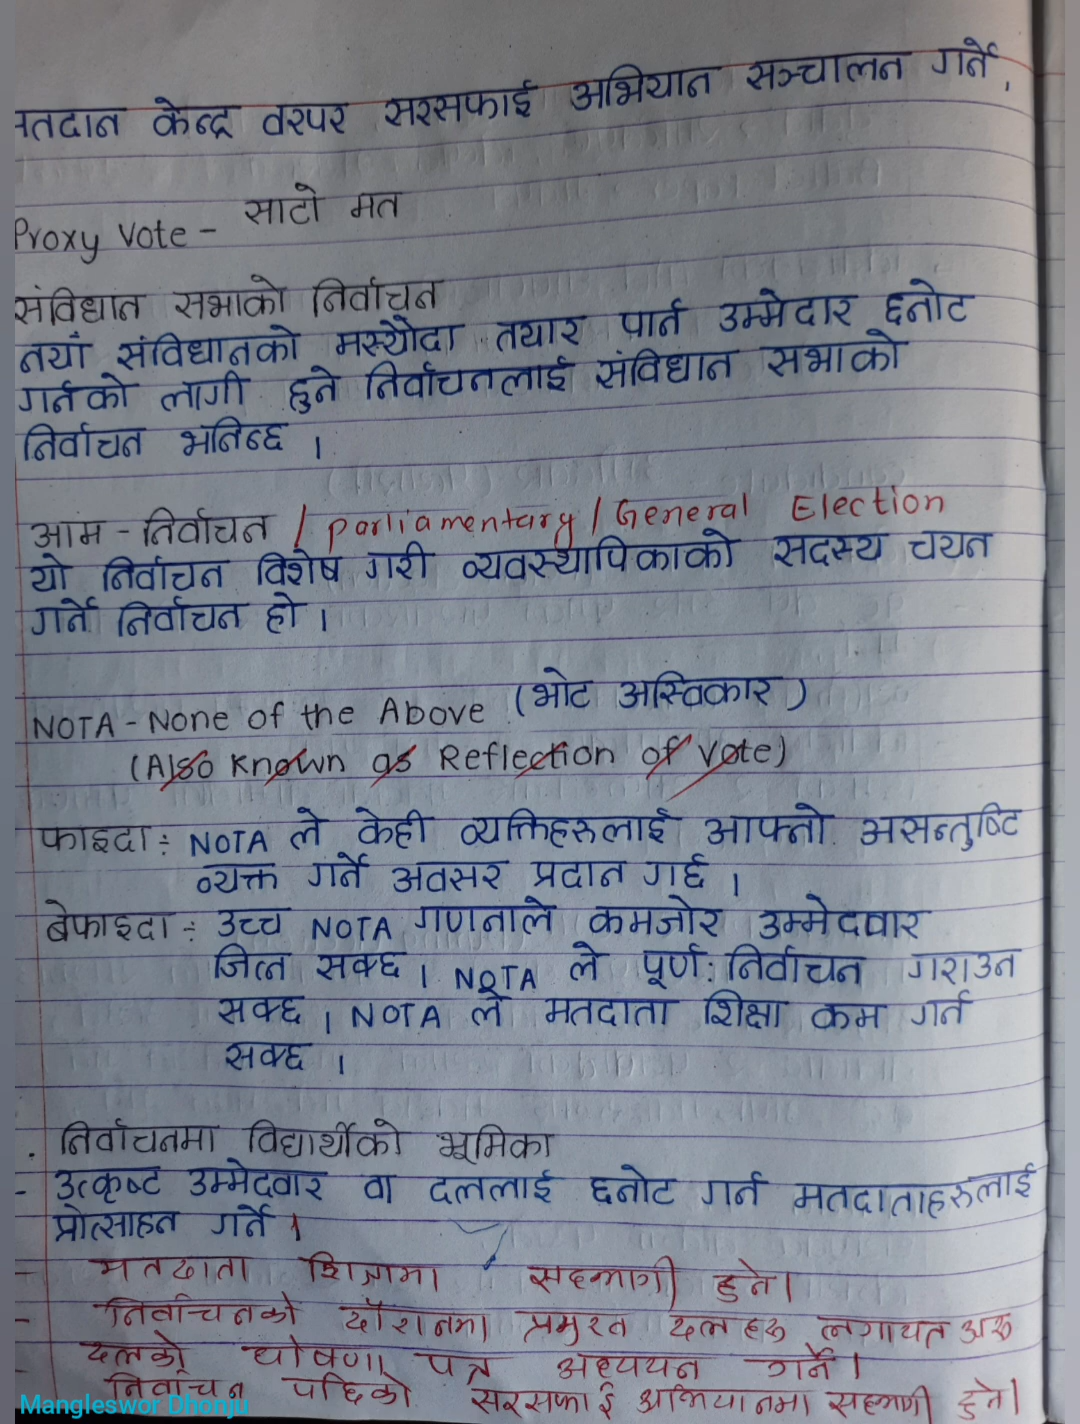 मतदान केन्द्र वरपर सरसफाई अभियान सञ्चालन गर्ने,
Proxy Vote - साटो मत
संविधान सभाको निर्वाचन
नयाँ संविधानको मस्यौदा तयार पार्न उम्मेदार छनोट
गर्नको लागी हुने निर्वाचनलाई संविधान सभाको
निर्वाचन भनिन्छ ।
आम - निर्वाचन / parliamentary / General Election
यो निर्वाचन विशेष गरी व्यवस्थापिकाको सदस्य चयन
गर्ने निर्वाचन हो ।
NOTA - None of the Above (भोट अस्विकार)
(Also known as Reflection of vote)
फाइदा : NOTA ले केही व्यक्तिहरुलाई आफ्नो असन्तुष्टि
व्यक्त गर्ने अवसर प्रदान गर्छ ।
बेफाइदा : उच्च NOTA गणनाले कमजोर उम्मेदवार
जित्न सक्छ । NOTA ले पूर्ण: निर्वाचन गराउन
सक्छ । NOTA ले मतदाता शिक्षा कम गर्न
सक्छ ।
. निर्वाचनमा विद्यार्थीको भूमिका
- उत्कृष्ट उम्मेदवार वा दललाई छनोट गर्न मतदाताहरुलाई
प्रोत्साहन गर्ने ।
- मतदाता शिक्षामा सहभागी हुने ।
- निर्वाचनको दौरानमा प्रमुख दल हरु लगायत अरु
दलको घोषणा पत्र अध्ययन गर्ने ।
- निर्वाचन पछिको सरसफाई अभियानमा सहभागी हुने ।
Mangleswor Dhonju